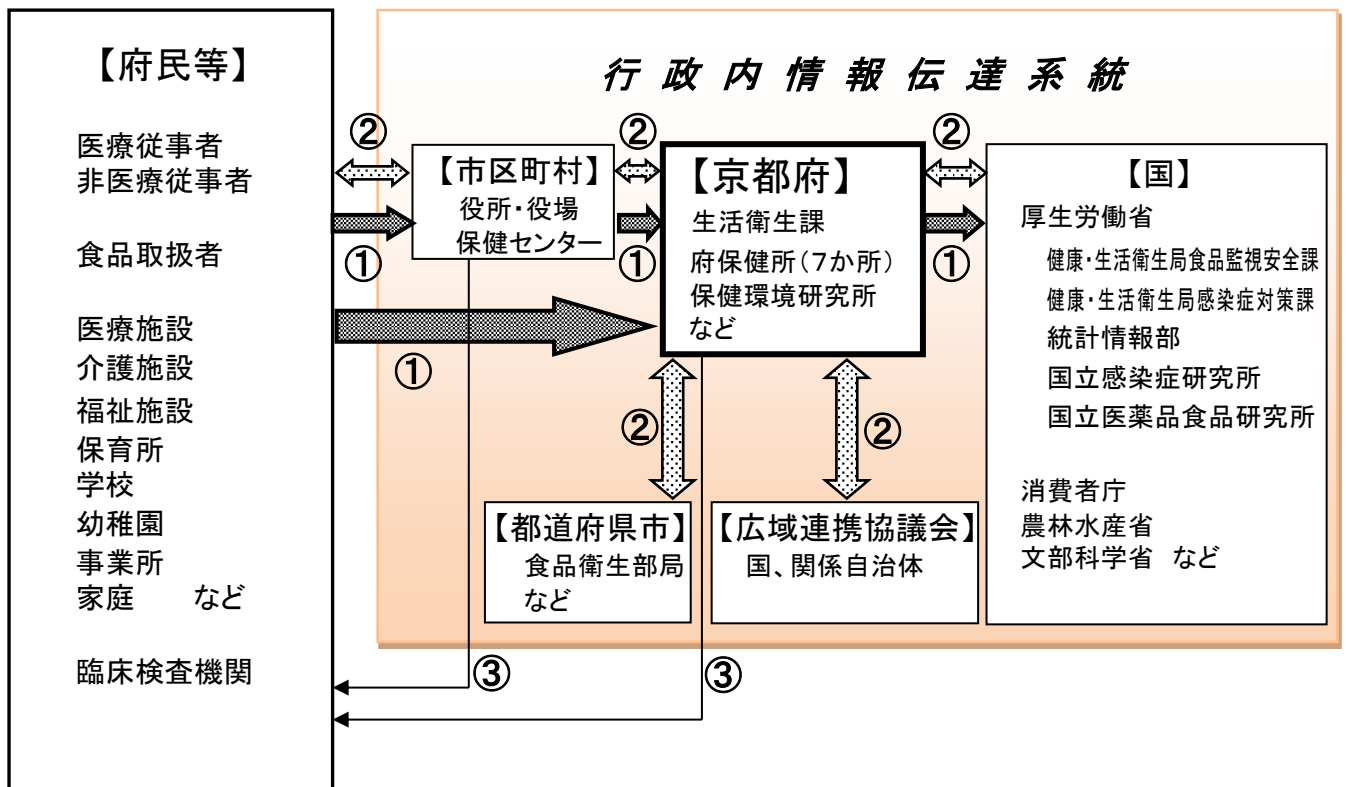 【府民等】
医療従事者
非医療従事者
食品取扱者
医療施設
介護施設
福祉施設
保育所
学校
幼稚園
事業所
家庭　　など
臨床検査機関
行政内情報伝達系統
②
②
②
①
①
①
①
【市区町村】
役所・役場
保健センター
【京都府】
生活衛生課
府保健所（７か所）
保健環境研究所
など
【国】
厚生労働省
健康・生活衛生局食品監視安全課
健康・生活衛生局感染症対策課
統計情報部
国立感染症研究所
国立医薬品食品研究所
消費者庁
農林水産省
文部科学省　など
②
②
【都道府県市】
食品衛生部局
など
【広域連携協議会】
国、関係自治体
③
③